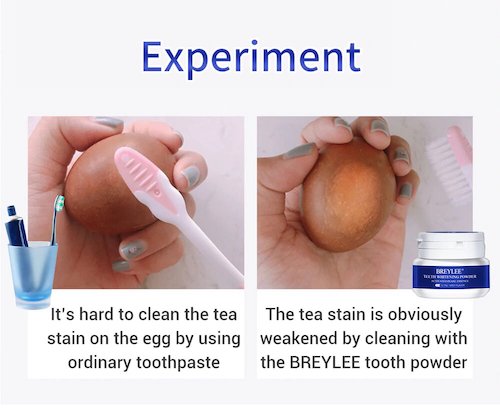 Experiment
It's hard to clean the tea
stain on the egg by using
ordinary toothpaste
The tea stain is obviously
weakened by cleaning with
the BREYLEE tooth powder
BREYLEE
TEETH WHITENING POWDER